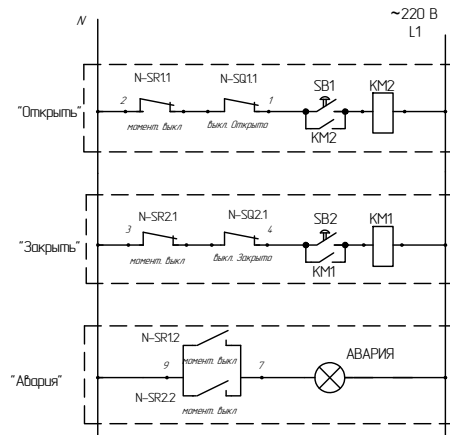 N
~220 В
L1
N-SR1.1
N-SQ1.1
SB1
KM2
"Открыть"
2
1
момент. выкл
выкл. Открыто
KM2
N-SR2.1
N-SQ2.1
SB2
KM1
"Закрыть"
3
4
момент. выкл
выкл. Закрыто
KM1
N-SR1.2
момент. выкл
АВАРИЯ
"Авария"
9
7
N-SR2.2
момент. выкл